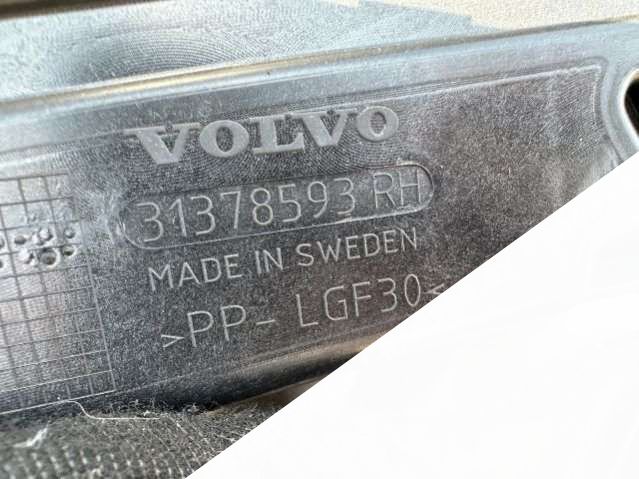 VOLVO
31378593 RH
MADE IN SWEDEN
>PP- LGF30<